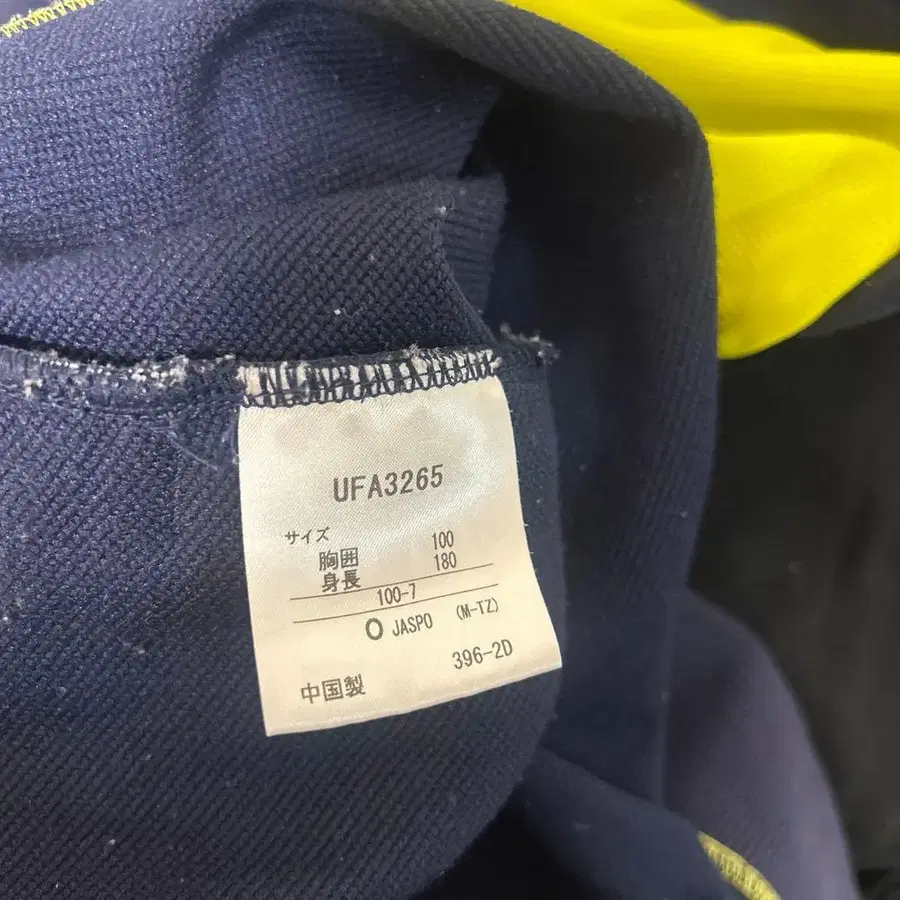 UFA3265
サイズ
胸囲 100
身長 180
100-7
O JASPO (M-TZ)
396-2D
中国製